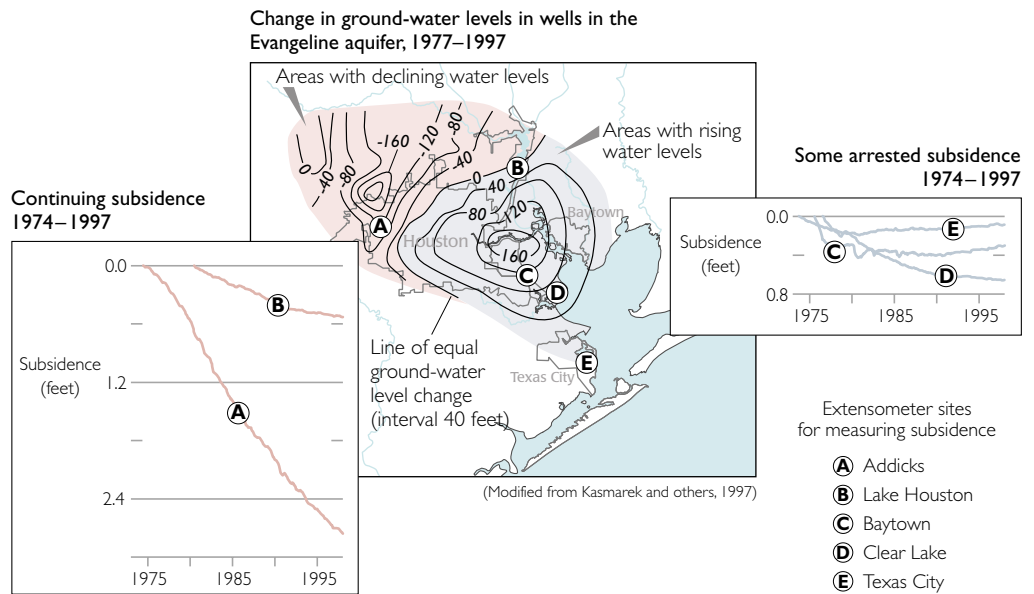 Change in ground-water levels in wells in the
Evangeline aquifer, 1977–1997
Areas with declining water levels
Areas with rising
water levels
0
-40
-80
-160
-120
-80
-40
0
40
80
120
160
A
B
C
D
E
Houston
Baytown
Texas City
Line of equal
ground-water
level change
(interval 40 feet)
(Modified from Kasmarek and others, 1997)
Continuing subsidence
1974–1997
0.0
Subsidence
(feet)
1.2
2.4
B
A
1975
1985
1995
Some arrested subsidence
1974–1997
0.0
Subsidence
(feet)
0.8
E
C
D
1975
1985
1995
Extensometer sites
for measuring subsidence
A Addicks
B Lake Houston
C Baytown
D Clear Lake
E Texas City